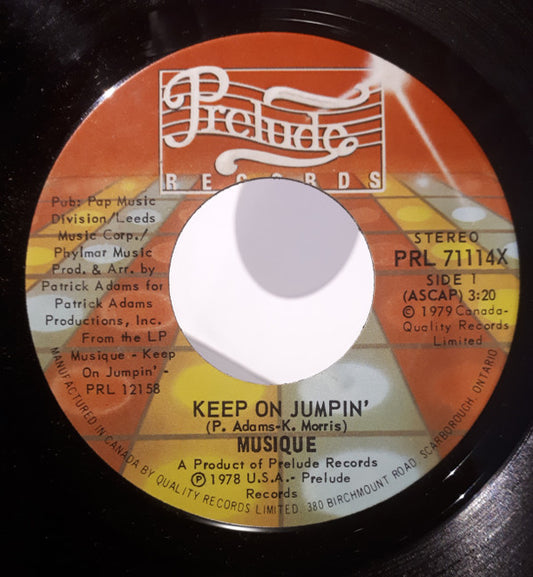 Prelude
RECORDS
Pub: Pap Music
Division/Leeds
Music Corp./
Phylmar Music
Prod. & Arr. by
Patrick Adams for
Patrick Adams
Productions, Inc.
From the LP
Musique - Keep
On Jumpin' -
PRL 12158
STEREO
PRL 71114X
SIDE 1
(ASCAP) 3:20
© 1979 Canada-
Quality Records
Limited
KEEP ON JUMPIN'
(P. Adams-K. Morris)
MUSIQUE
A Product of Prelude Records
℗ 1978 U.S.A.- Prelude
Records
MANUFACTURED IN CANADA BY QUALITY RECORDS LIMITED, 380 BIRCHMOUNT ROAD SCARBOROUGH, ONTARIO